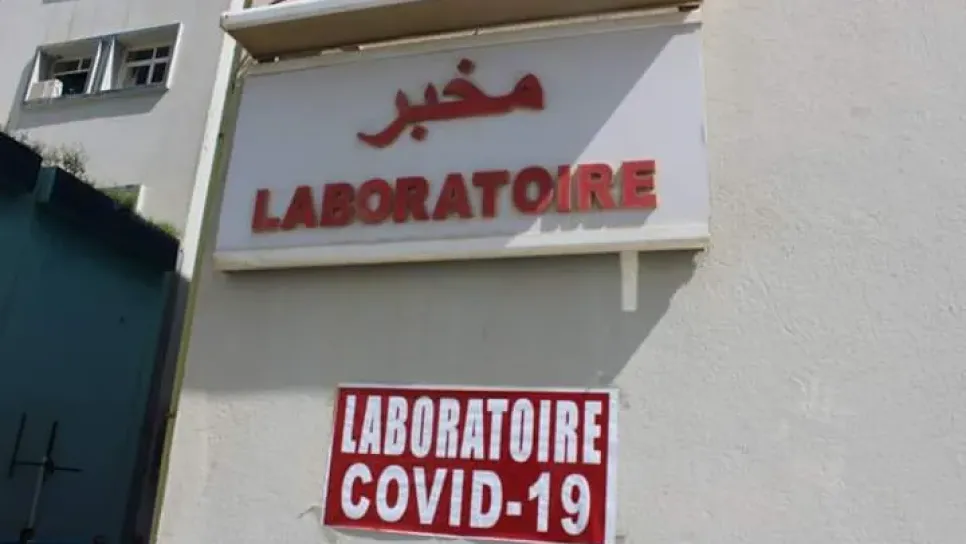 مخبر
LABORATOIRE
LABORATOIRE
COVID-19